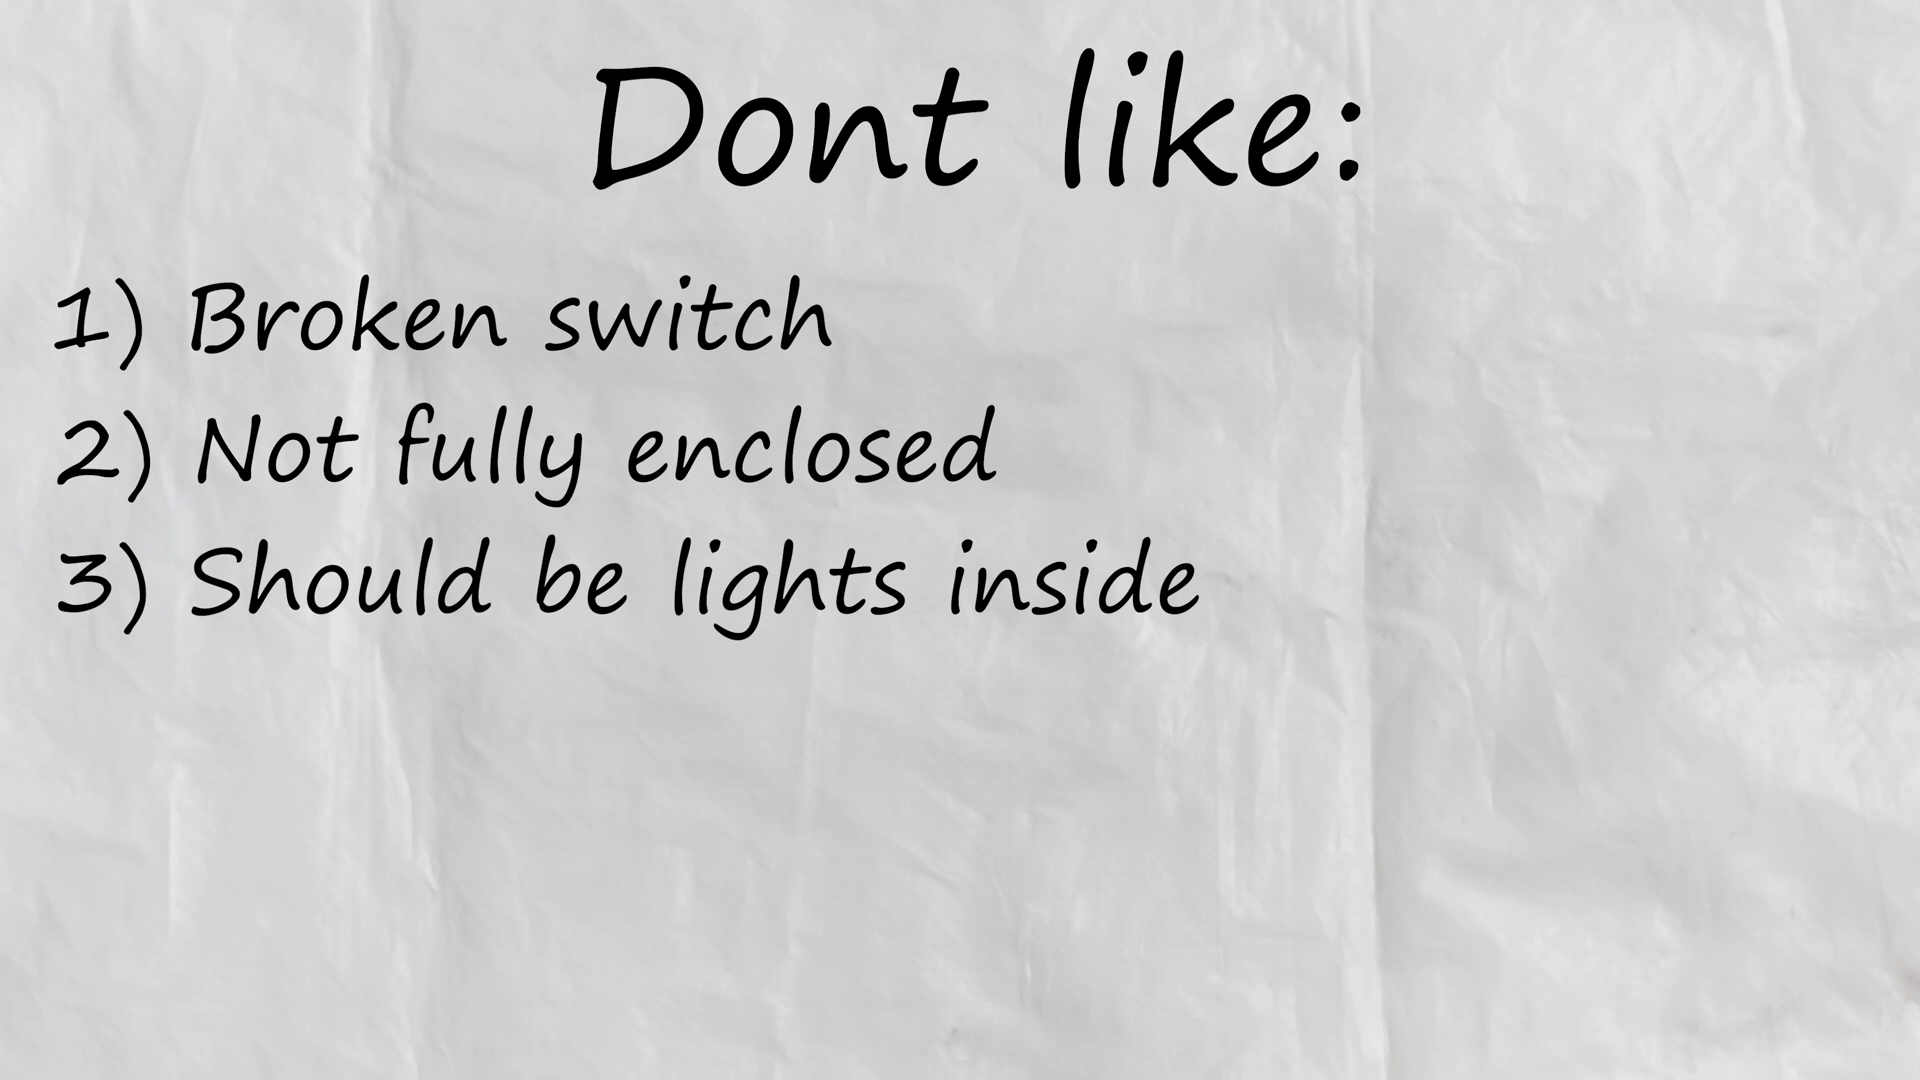 Dont like:
1) Broken switch
2) Not fully enclosed
3) Should be lights inside